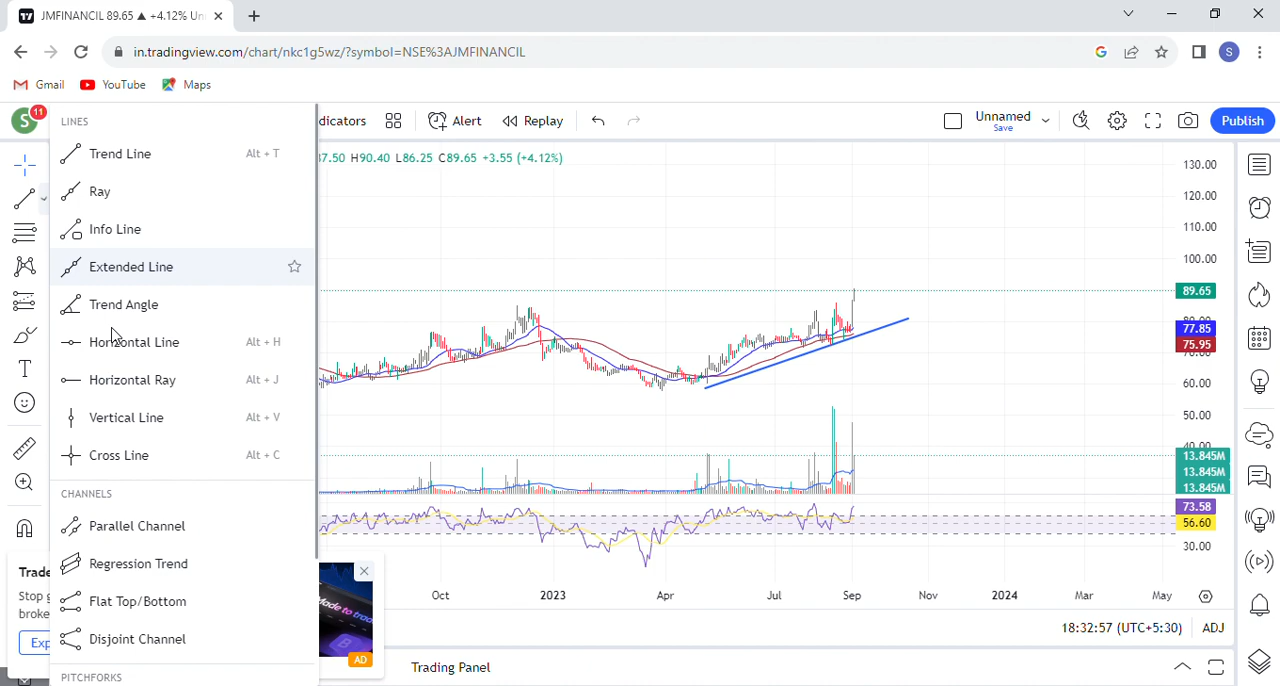 JMFINANCIL 89.65 ▲ +4.12% Un
in.tradingview.com/chart/nkc1g5wz/?symbol=NSE%3AJMFINANCIL
S
Gmail
YouTube
Maps
S
11
LINES
dicators
Alert
Replay
Unnamed
Save
Publish
Trend Line Alt + T
37.50 H90.40 L86.25 C89.65 +3.55 (+4.12%)
Ray
Info Line
Extended Line
Trend Angle
Horizontal Line Alt + H
Horizontal Ray Alt + J
Vertical Line Alt + V
Cross Line Alt + C
CHANNELS
Parallel Channel
Regression Trend
Flat Top/Bottom
Disjoint Channel
PITCHFORKS
130.00
120.00
110.00
100.00
89.65
80.00
77.85
75.95
70.00
60.00
50.00
40.00
13.845M
13.845M
13.845M
73.58
56.60
30.00
Oct 2023 Apr Jul Sep Nov 2024 Mar May
Trade
Stop g
broke
Exp
Made to trad
AD
18:32:57 (UTC+5:30) ADJ
Trading Panel